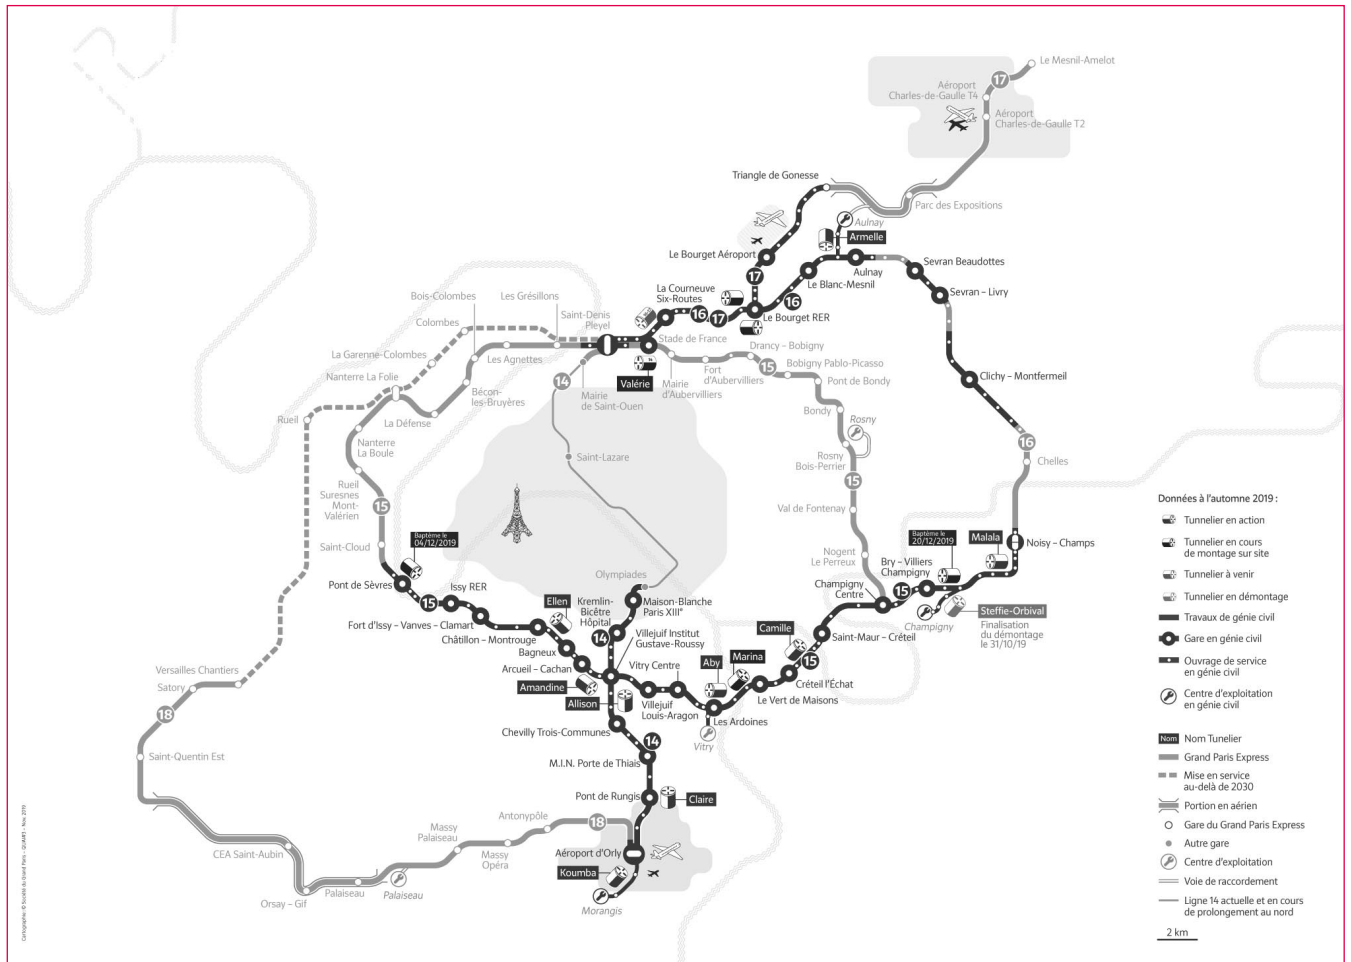 Le Mesnil-Amelot
17
Aéroport
Charles-de-Gaulle T4
Aéroport
Charles-de-Gaulle T2
Triangle de Gonesse
Parc des Expositions
Aulnay
Armelle
Le Bourget Aéroport
Aulnay
Sevran Beaudottes
Le Blanc-Mesnil
Sevran – Livry
17
16
La Courneuve
Six-Routes
16
17
Le Bourget RER
Bois-Colombes
Les Grésillons
Saint-Denis
Pleyel
Colombes
Stade de France
Drancy – Bobigny
La Garenne-Colombes
Les Agnettes
15
Bobigny Pablo-Picasso
Fort
d'Aubervilliers
Valérie
Mairie
d'Aubervilliers
Pont de Bondy
Clichy – Montfermeil
Nanterre La Folie
14
Mairie
de Saint-Ouen
Bécon-
les-Bruyères
Bondy
Rosny
Rueil
La Défense
Nanterre
La Boule
Rosny
Bois-Perrier
16
Chelles
Saint-Lazare
15
Rueil
Suresnes
Mont-
Valérien
15
Val de Fontenay
Saint-Cloud
Baptême le
04/12/2019
Nogent
Le Perreux
Baptême le
20/12/2019
Malala
Noisy – Champs
Bry – Villiers
Champigny
Pont de Sèvres
Issy RER
15
Olympiades
Champigny
Centre
15
Ellen
Kremlin-
Bicêtre
Hôpital
Maison-Blanche
Paris XIIIe
Steffie-Orbival
Finalisation
du démontage
le 31/10/19
Champigny
Fort d'Issy – Vanves – Clamart
14
Camille
Saint-Maur – Créteil
Châtillon – Montrouge
Villejuif Institut
Gustave-Roussy
Bagneux
Aby
Marina
15
Arcueil – Cachan
Vitry Centre
Créteil l'Échat
Amandine
Le Vert de Maisons
Allison
Villejuif
Louis-Aragon
Les Ardoines
Chevilly Trois-Communes
14
Vitry
M.I.N. Porte de Thiais
Pont de Rungis
Claire
Versailles Chantiers
Satory
18
Saint-Quentin Est
Antonypôle
18
Massy
Palaiseau
Aéroport d'Orly
CEA Saint-Aubin
Massy
Opéra
Koumba
Palaiseau
Palaiseau
Orsay – Gif
Morangis
Données à l'automne 2019 :
Tunnelier en action
Tunnelier en cours
de montage sur site
Tunnelier à venir
Tunnelier en démontage
Travaux de génie civil
Gare en génie civil
Ouvrage de service
en génie civil
Centre d'exploitation
en génie civil
Nom
Nom Tunelier
Grand Paris Express
Mise en service
au-delà de 2030
Portion en aérien
Gare du Grand Paris Express
Autre gare
Centre d'exploitation
Voie de raccordement
Ligne 14 actuelle et en cours
de prolongement au nord
2 km